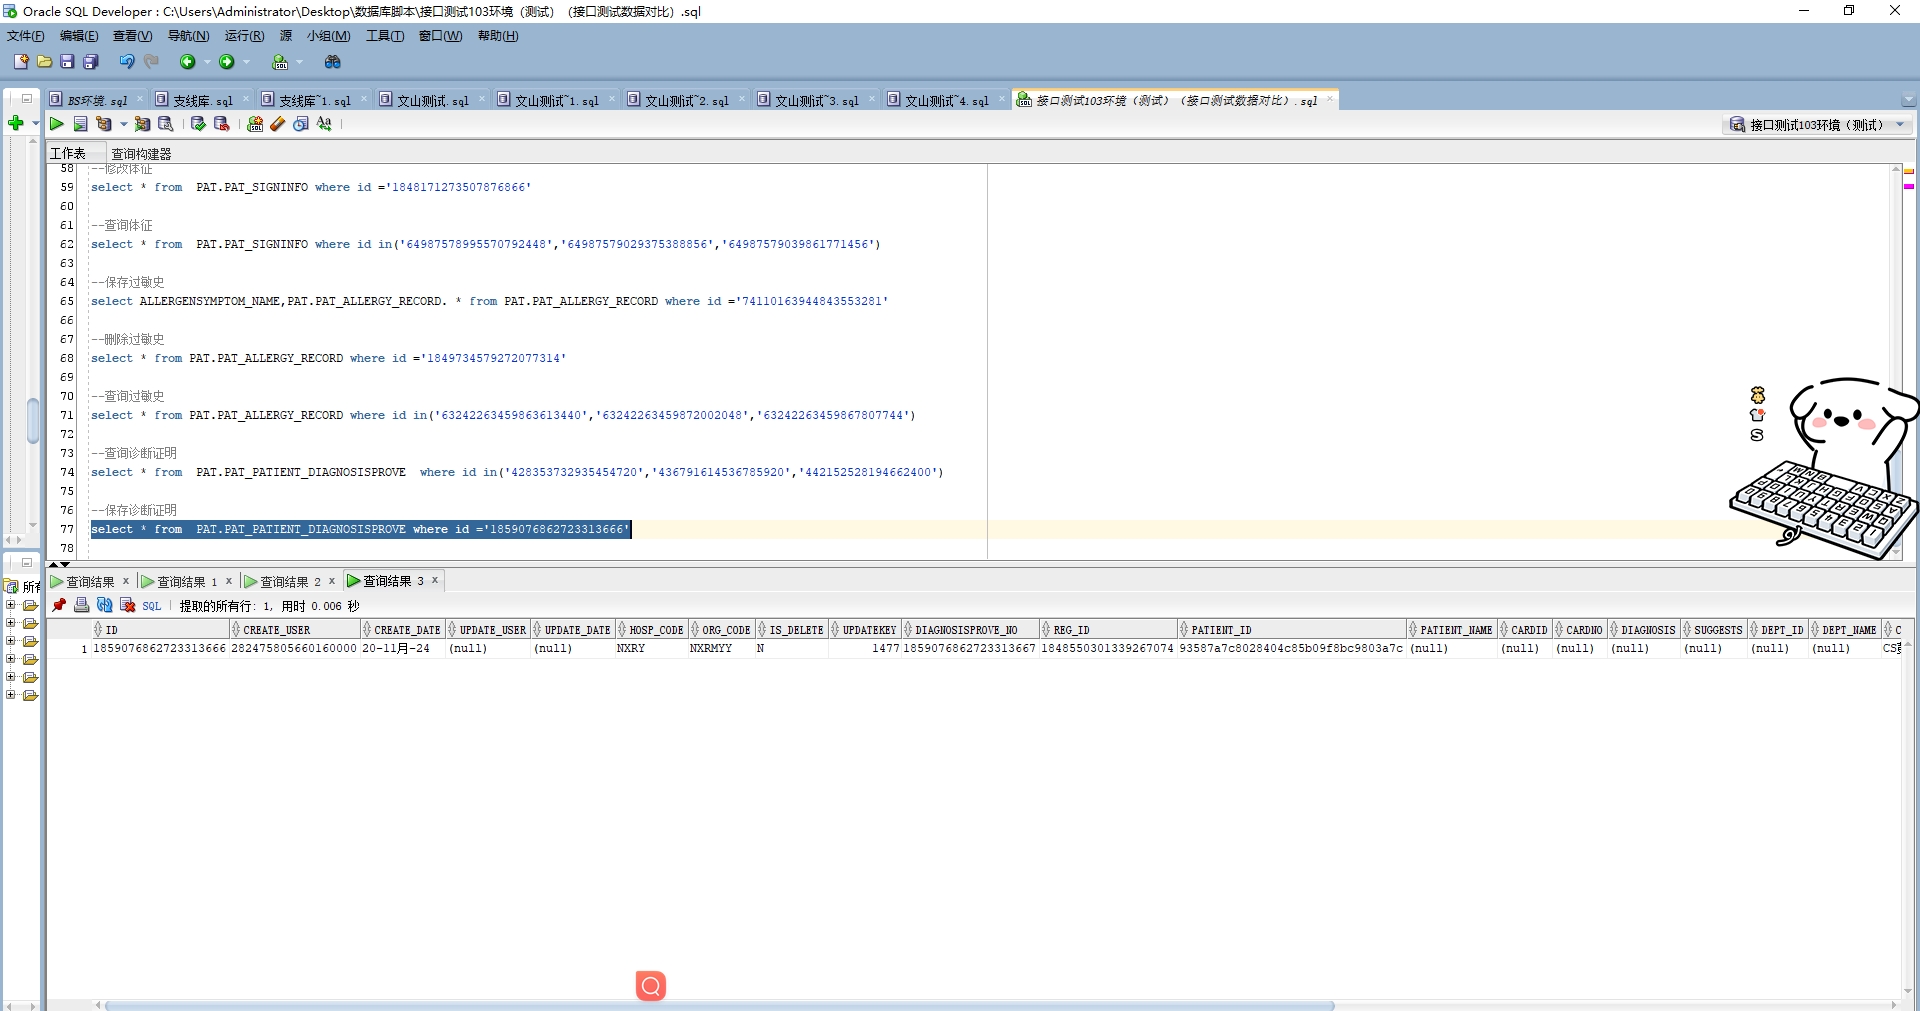 Oracle SQL Developer : C:\Users\Administrator\Desktop\数据库脚本\接口测试103环境（测试）（接口测试数据对比）.sql
文件(F) 编辑(E) 查看(V) 导航(N) 运行(R) 源 小组(M) 工具(T) 窗口(W) 帮助(H)
BS环境.sql 支线库.sql 支线库~1.sql 文山测试.sql 文山测试~1.sql 文山测试~2.sql 文山测试~3.sql 文山测试~4.sql 接口测试103环境（测试）（接口测试数据对比）.sql
接口测试103环境（测试）
工作表 查询构建器
58 --修改体征
59 select * from  PAT.PAT_SIGNINFO where id ='1848171273507876866'
60
61 --查询体征
62 select * from  PAT.PAT_SIGNINFO where id in('64987578995570792448','64987579029375388856','64987579039861771456')
63
64 --保存过敏史
65 select ALLERGENSYMPTOM_NAME,PAT.PAT_ALLERGY_RECORD. * from PAT.PAT_ALLERGY_RECORD where id ='74110163944843553281'
66
67 --删除过敏史
68 select * from PAT.PAT_ALLERGY_RECORD where id ='1849734579272077314'
69
70 --查询过敏史
71 select * from PAT.PAT_ALLERGY_RECORD where id in('63242263459863613440','63242263459872002048','63242263459867807744')
72
73 --查询诊断证明
74 select * from  PAT.PAT_PATIENT_DIAGNOSISPROVE  where id in('428353732935454720','436791614536785920','442152528194662400')
75
76 --保存诊断证明
77 select * from  PAT.PAT_PATIENT_DIAGNOSISPROVE where id ='1859076862723313666'
78
查询结果 查询结果 1 查询结果 2 查询结果 3
所有
SQL 提取的所有行: 1, 用时 0.006 秒
ID CREATE_USER CREATE_DATE UPDATE_USER UPDATE_DATE HOSP_CODE ORG_CODE IS_DELETE UPDATEKEY DIAGNOSISPROVE_NO REG_ID PATIENT_ID PATIENT_NAME CARDID CARDNO DIAGNOSIS SUGGESTS DEPT_ID DEPT_NAME C
1 1859076862723313666 282475805660160000 20-11月-24 (null) (null) NXRY NXRMYY N 1477 1859076862723313667 1848550301339267074 93587a7c8028404c85b09f8bc9803a7c (null) (null) (null) (null) (null) (null) (null) CS